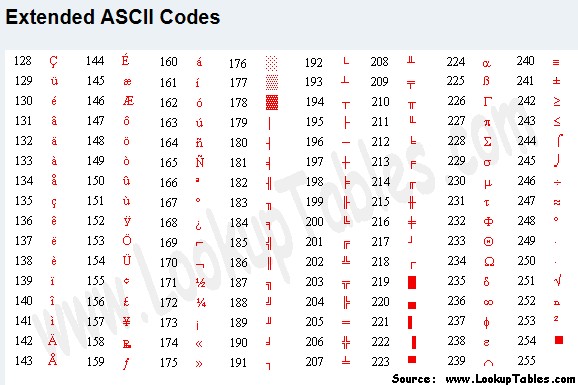 Extended ASCII Codes
128 Ç 144 É 160 á 176 ░ 192 └ 208 ╨ 224 α 240 ≡
129 ü 145 æ 161 í 177 ▒ 193 ┴ 209 ╤ 225 ß 241 ±
130 é 146 Æ 162 ó 178 ▓ 194 ┬ 210 ╥ 226 Γ 242 ≥
131 â 147 ô 163 ú 179 │ 195 ├ 211 ╙ 227 π 243 ≤
132 ä 148 ö 164 ñ 180 ┤ 196 ─ 212 ╘ 228 Σ 244 ⌠
133 à 149 ò 165 Ñ 181 ╡ 197 ┼ 213 ╒ 229 σ 245 ⌡
134 å 150 û 166 ª 182 ╢ 198 ╞ 214 ╓ 230 µ 246 ÷
135 ç 151 ù 167 º 183 ╖ 199 ╟ 215 ╫ 231 τ 247 ≈
136 ê 152 ÿ 168 ¿ 184 ╕ 200 ╚ 216 ╪ 232 Φ 248 °
137 ë 153 Ö 169 ⌐ 185 ╣ 201 ╔ 217 ┘ 233 Θ 249 ∙
138 è 154 Ü 170 ¬ 186 ║ 202 ╩ 218 ┌ 234 Ω 250 ·
139 ï 155 ¢ 171 ½ 187 ╗ 203 ╦ 219 █ 235 δ 251 √
140 î 156 £ 172 ¼ 188 ╝ 204 ╠ 220 ▄ 236 ∞ 252 ⁿ
141 ì 157 ¥ 173 ¡ 189 ╜ 205 ═ 221 ▌ 237 φ 253 ²
142 Ä 158 ₧ 174 « 190 ╛ 206 ╬ 222 ▐ 238 ε 254 ■
143 Å 159 ƒ 175 » 191 ┐ 207 ╧ 223 ▀ 239 ∩ 255
www.LookupTables.com
Source: www.LookupTables.com